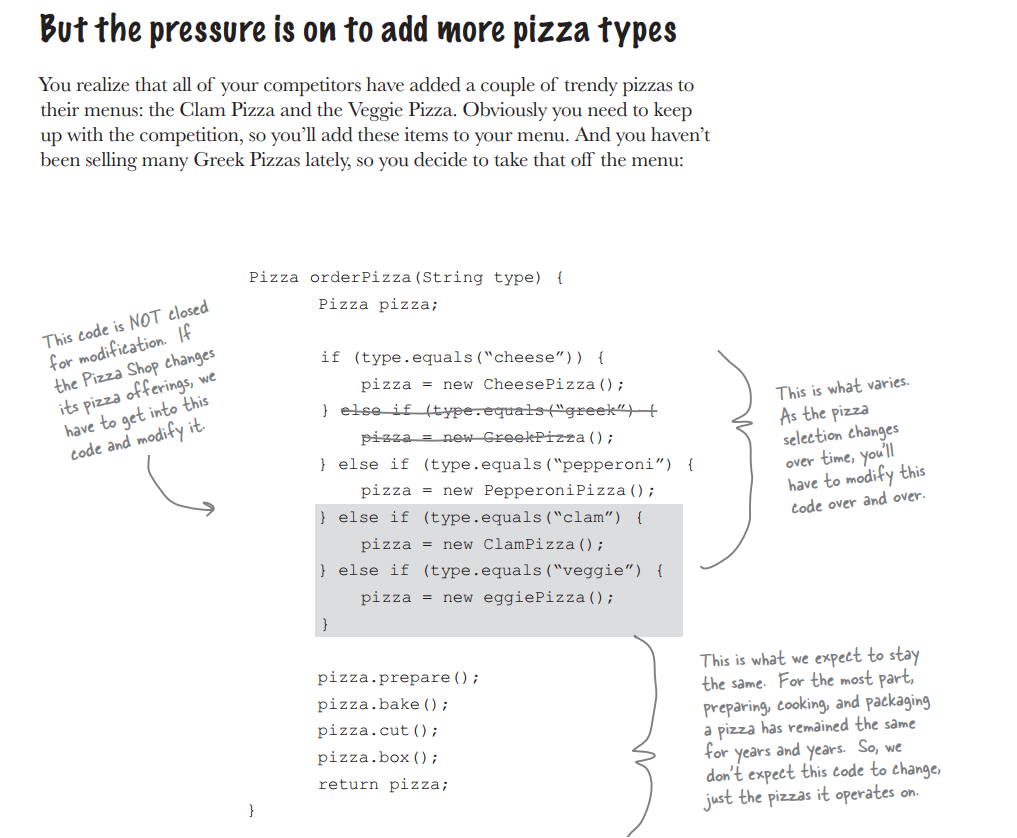 But the pressure is on to add more pizza types
You realize that all of your competitors have added a couple of trendy pizzas to
their menus: the Clam Pizza and the Veggie Pizza. Obviously you need to keep
up with the competition, so you’ll add these items to your menu. And you haven’t
been selling many Greek Pizzas lately, so you decide to take that off the menu:
This code is NOT closed
for modification. If
the Pizza Shop changes
its pizza offerings, we
have to get into this
code and modify it.
Pizza orderPizza(String type) {
Pizza pizza;
if (type.equals(“cheese”)) {
pizza = new CheesePizza();
} else if (type.equals(“greek”) {
pizza = new GreekPizza();
} else if (type.equals(“pepperoni”) {
pizza = new PepperoniPizza();
} else if (type.equals(“clam”) {
pizza = new ClamPizza();
} else if (type.equals(“veggie”) {
pizza = new eggiePizza();
}
pizza.prepare();
pizza.bake();
pizza.cut();
pizza.box();
return pizza;
}
This is what varies.
As the pizza
selection changes
over time, you'll
have to modify this
code over and over.
This is what we expect to stay
the same. For the most part,
preparing, cooking, and packaging
a pizza has remained the same
for years and years. So, we
don't expect this code to change,
just the pizzas it operates on.